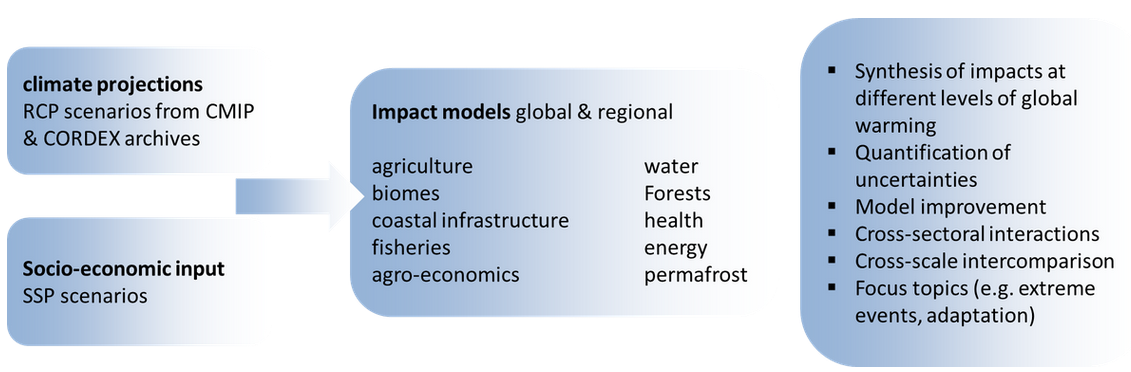 climate projections
RCP scenarios from CMIP
& CORDEX archives
Socio-economic input
SSP scenarios
Impact models global & regional
agriculture
biomes
coastal infrastructure
fisheries
agro-economics
water
Forests
health
energy
permafrost
▪ Synthesis of impacts at
different levels of global
warming
▪ Quantification of
uncertainties
▪ Model improvement
▪ Cross-sectoral interactions
▪ Cross-scale intercomparison
▪ Focus topics (e.g. extreme
events, adaptation)